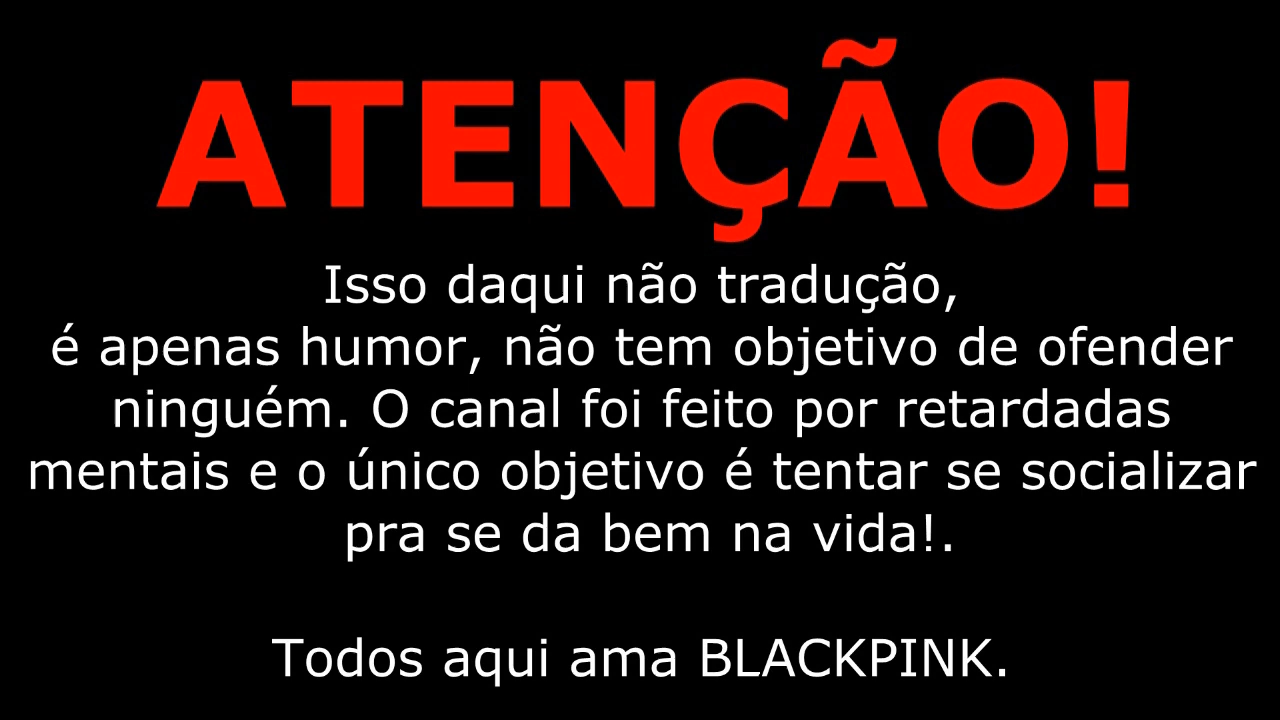 ATENÇÃO!
Isso daqui não tradução,
é apenas humor, não tem objetivo de ofender
ninguém. O canal foi feito por retardadas
mentais e o único objetivo é tentar se socializar
pra se da bem na vida!.
Todos aqui ama BLACKPINK.